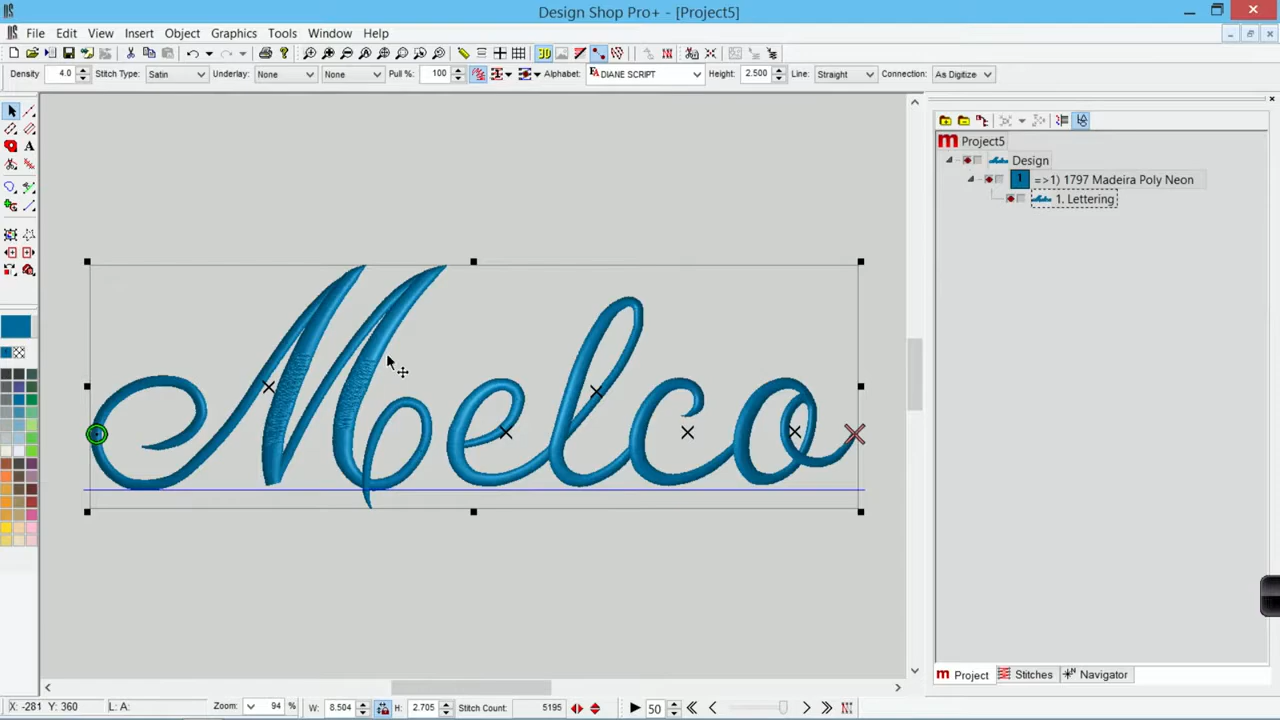 Design Shop Pro+ - [Project5]
File Edit View Insert Object Graphics Tools Window Help
3D
Density 4.0 Stitch Type: Satin Underlay: None None Pull %: 100 Alphabet: DIANE SCRIPT Height: 2.500 Line: Straight Connection: As Digitize
A
m Project5
Design
1 =>1) 1797 Madeira Poly Neon
1. Lettering
Melco
m Project Stitches Navigator
X: -281 Y: 360 L: A: Zoom: 94 % W: 8.504 H: 2.705 Stitch Count: 5195 50